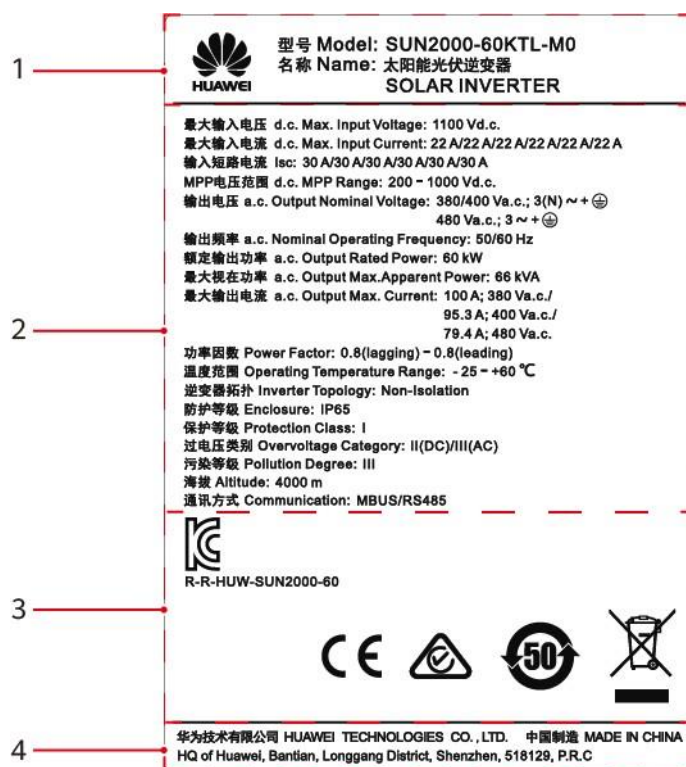 1
HUAWEI
型号 Model: SUN2000-60KTL-M0
名称 Name: 太阳能光伏逆变器
SOLAR INVERTER
2
最大输入电压 d.c. Max. Input Voltage: 1100 Vd.c.
最大输入电流 d.c. Max. Input Current: 22 A/22 A/22 A/22 A/22 A/22 A
输入短路电流 Isc: 30 A/30 A/30 A/30 A/30 A/30 A
MPP电压范围 d.c. MPP Range: 200 - 1000 Vd.c.
输出电压 a.c. Output Nominal Voltage: 380/400 Va.c.; 3(N) ~ + ⏚
480 Va.c.; 3 ~ + ⏚
输出频率 a.c. Nominal Operating Frequency: 50/60 Hz
额定输出功率 a.c. Output Rated Power: 60 kW
最大视在功率 a.c. Output Max.Apparent Power: 66 kVA
最大输出电流 a.c. Output Max. Current: 100 A; 380 Va.c./
95.3 A; 400 Va.c./
79.4 A; 480 Va.c.
功率因数 Power Factor: 0.8(lagging) - 0.8(leading)
温度范围 Operating Temperature Range: - 25 - +60 ℃
逆变器拓扑 Inverter Topology: Non-Isolation
防护等级 Enclosure: IP65
保护等级 Protection Class: I
过电压类别 Overvoltage Category: II(DC)/III(AC)
污染等级 Pollution Degree: III
海拔 Altitude: 4000 m
通讯方式 Communication: MBUS/RS485
3
R-R-HUW-SUN2000-60
CE
50
4
华为技术有限公司 HUAWEI TECHNOLOGIES CO., LTD. 中国制造 MADE IN CHINA
HQ of Huawei, Bantian, Longgang District, Shenzhen, 518129, P.R.C